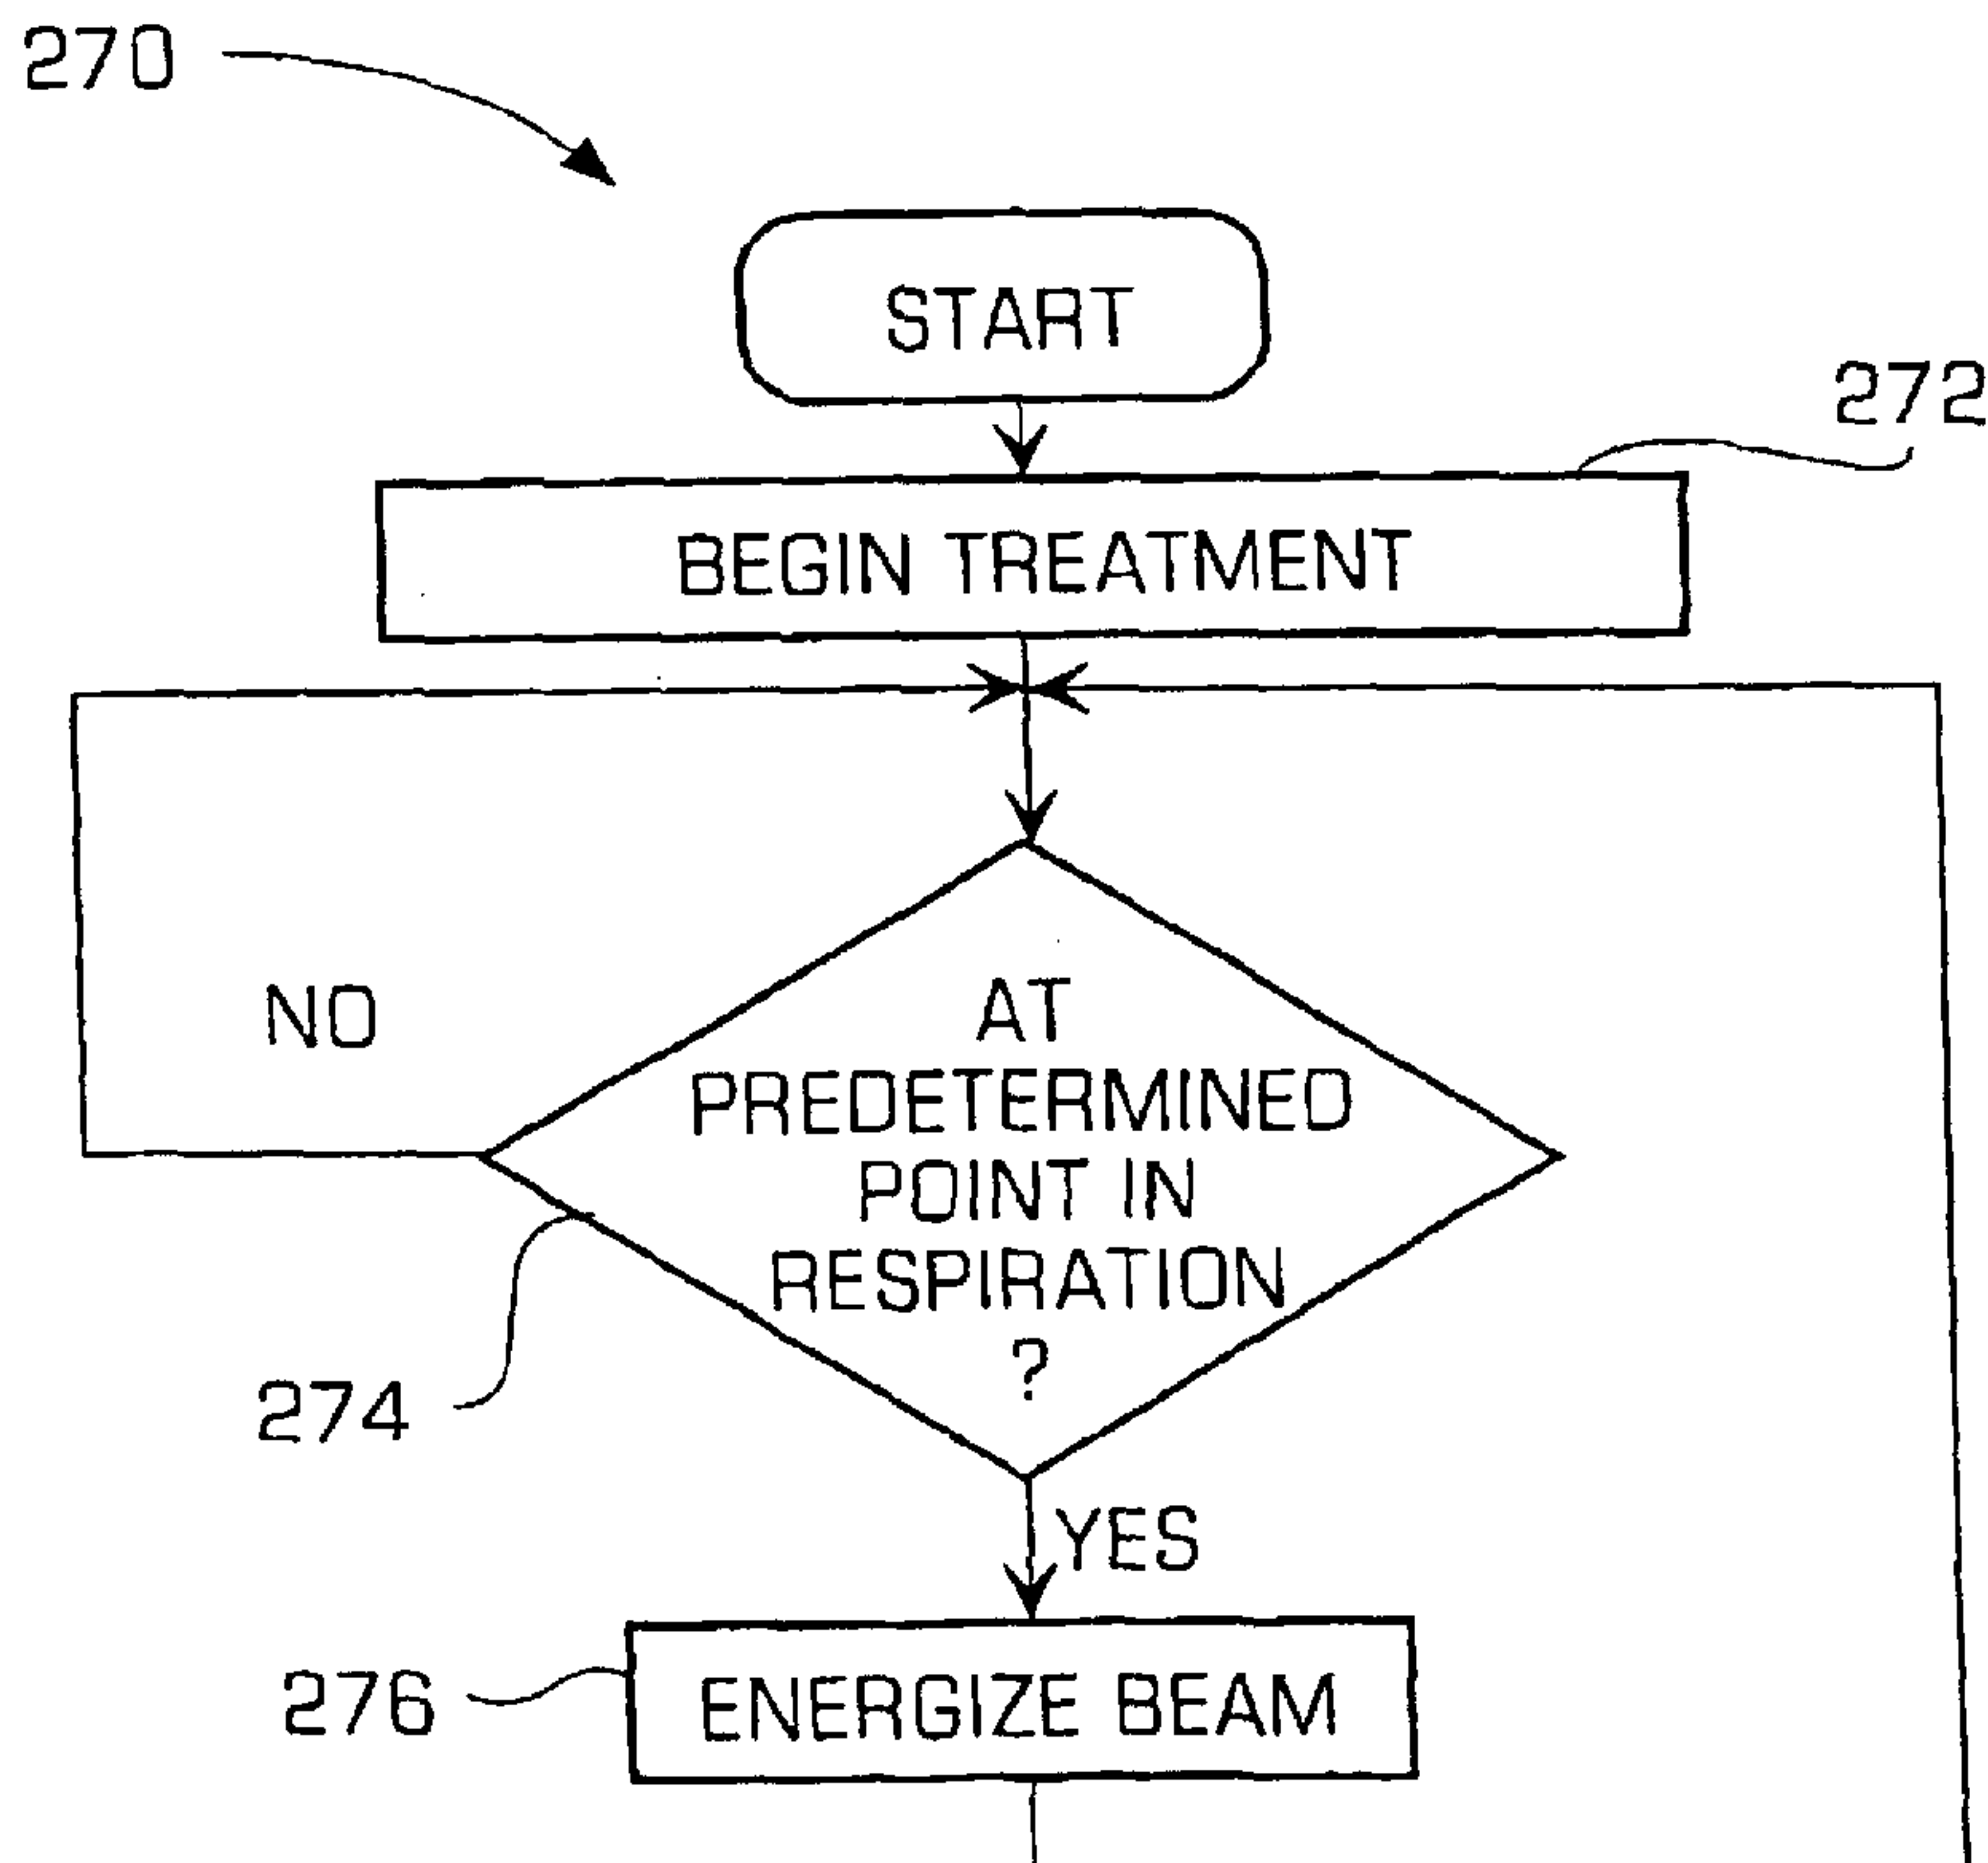 270
START
272
BEGIN TREATMENT
NO
AT
PREDETERMINED
POINT IN
RESPIRATION
?
274
YES
276
ENERGIZE BEAM